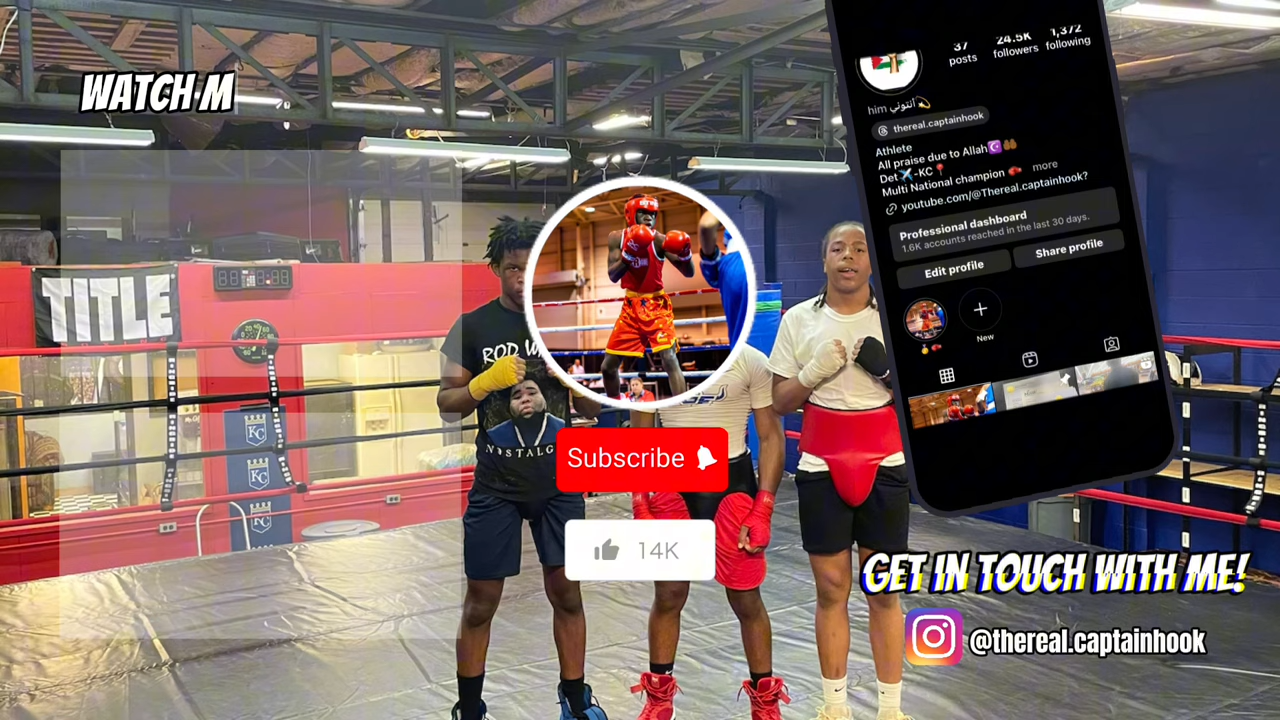 WATCH M
TITLE
KC
KC
KC
ROD W
NOSTALG
Subscribe
14K
37
posts
24.5K
followers
1,372
following
him أنتوني 💫
thereal.captainhook
Athlete
All praise due to Allah☪️🤲🏾
Det ✈️-KC📍
Multi National champion 🥊 more
youtube.com/@Thereal.captainhook?
Professional dashboard
1.6K accounts reached in the last 30 days.
Edit profile
Share profile
New
GET IN TOUCH WITH ME!
@thereal.captainhook